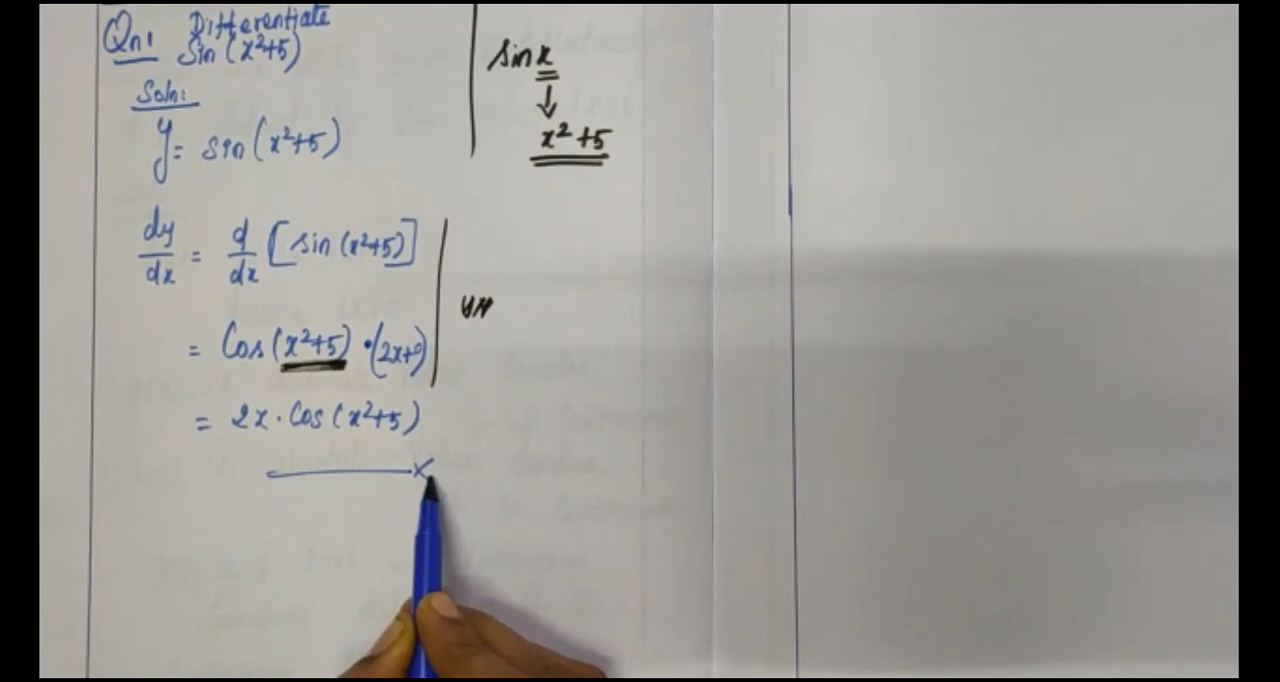 Qn1 Differentiate
Sin (x²+5)
Soln:
y = sin(x²+5)
dy/dx = d/dx [sin (x²+5)]
= Cos(x²+5) · (2x+0)
= 2x · Cos(x²+5)
sin x
↓
x² +5